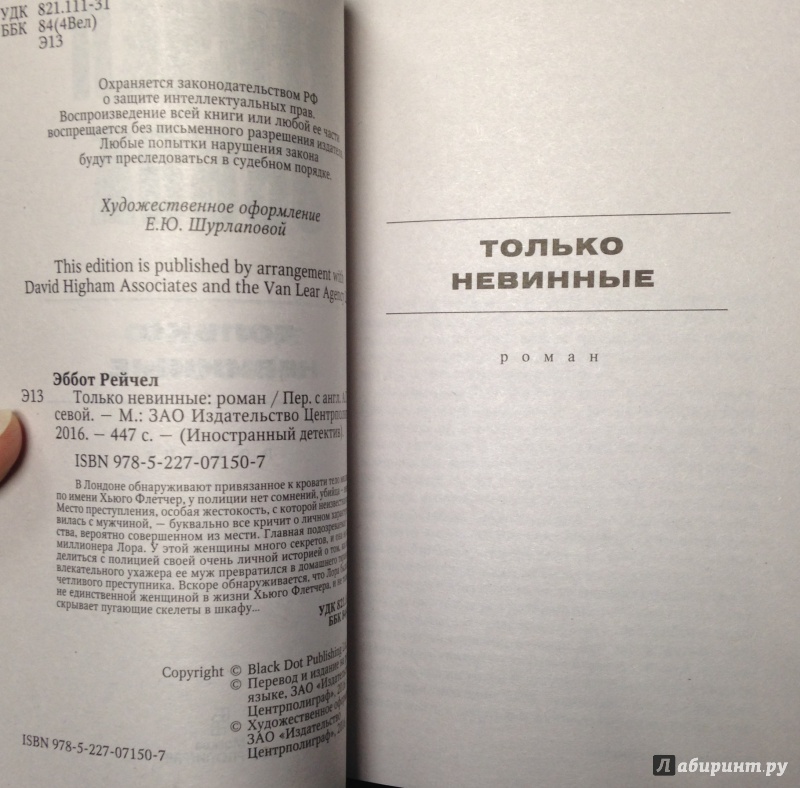 УДК 821.111-31
ББК 84(4Вел)
Э13
Охраняется законодательством РФ
о защите интеллектуальных прав.
Воспроизведение всей книги или любой ее части
воспрещается без письменного разрешения издателя.
Любые попытки нарушения закона
будут преследоваться в судебном порядке.
Художественное оформление
Е.Ю. Шурлаповой
This edition is published by arrangement with
David Higham Associates and the Van Lear Agency
Эббот Рейчел
Э13 Только невинные: роман / Пер. с англ.
севой. — М.: ЗАО Издательство Центрполиграф,
2016. — 447 с. — (Иностранный детектив).
ISBN 978-5-227-07150-7
В Лондоне обнаруживают привязанное к кровати тело
по имени Хьюго Флетчер, у полиции нет сомнений, убийца
Место преступления, особая жестокость, с которой
вилась с мужчиной, — буквально все кричит о личном
ства, вероятно совершенном из мести. Главная
миллионера Лора. У этой женщины много секретов, и
делиться с полицией своей очень личной историей о том,
влекательного ухажера ее муж превратился в домашнего
четливого преступника. Вскоре обнаруживается, что Лора
не единственной женщиной в жизни Хьюго Флетчера, и не
скрывает пугающие скелеты в шкафу...
УДК 821.
ББК 84
Copyright © Black Dot Publishing
© Перевод и издание на
языке, ЗАО «Издательство
Центрполиграф»,
© Художественное
ЗАО «Издательство
Центрполиграф»,
ISBN 978-5-227-07150-7
ТОЛЬКО
НЕВИННЫЕ
роман
Лабиринт.ру